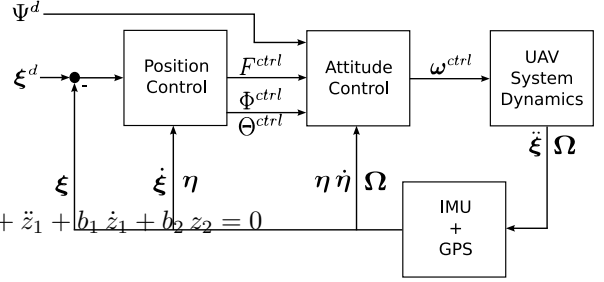 Ψ^d
ξ^d
-
Position
Control
F^{ctrl}
Φ^{ctrl}
Θ^{ctrl}
Attitude
Control
ω^{ctrl}
UAV
System
Dynamics
ξ
ξ̇ η
η η̇ Ω
ξ̈ Ω
IMU
+
GPS
+ z̈_1 + b_1 ż_1 + b_2 z_2 = 0